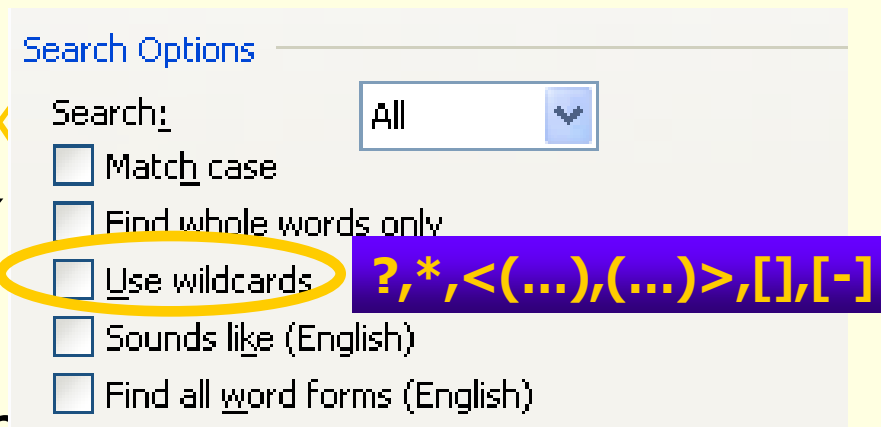 Search Options
Search: All
Match case
Find whole words only
Use wildcards ?,*,<(...),(...)>,[],[-]
Sounds like (English)
Find all word forms (English)